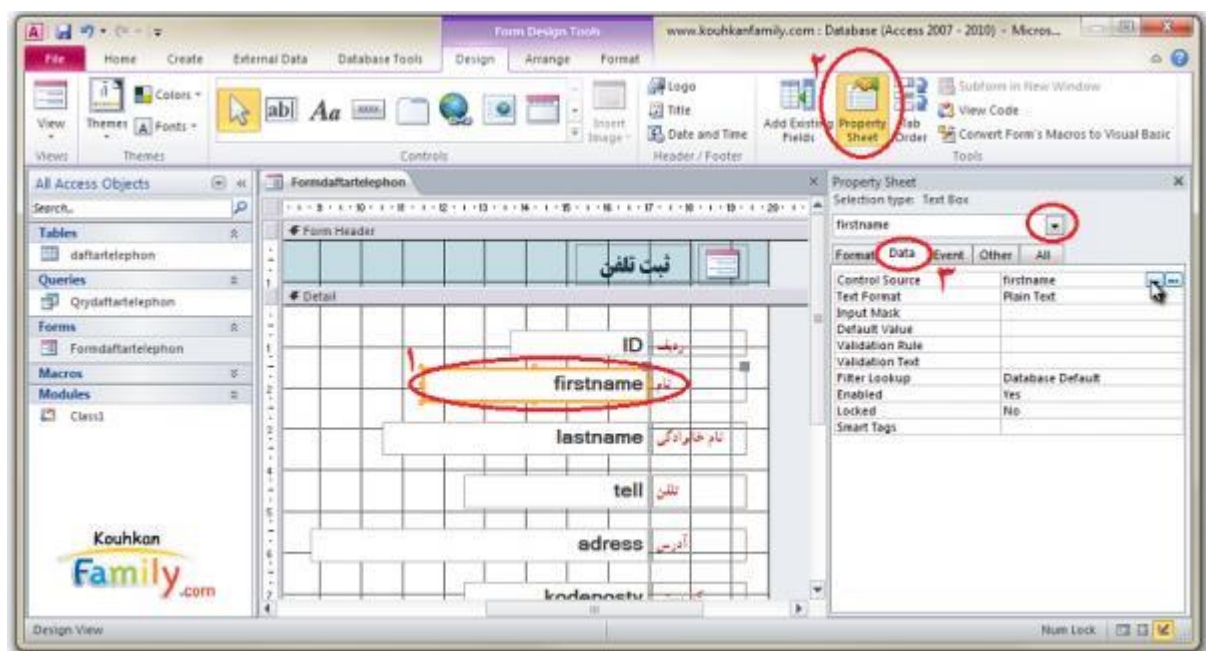 Form Design Tools
www.kouhkanfamily.com : Database (Access 2007 - 2010) - Micros...
File Home Create External Data Database Tools Design Arrange Format
۲
View
Views
Themes
Colors
Fonts
Themes
ab|
Aa
XXXX
Insert Image
Controls
Logo
Title
Date and Time
Header / Footer
Add Existing Fields
Property Sheet
Tab Order
Subform in New Window
View Code
Convert Form's Macros to Visual Basic
Tools
All Access Objects
Search...
Tables
daftartelephon
Queries
Qrydaftartelephon
Forms
Formdaftartelephon
Macros
Modules
Class1
Kouhkan
Family.com
Formdaftartelephon
Form Header
ثبت تلفن
Detail
ID ردیف
۱
firstname نام
lastname نام خانوادگی
tell تلفن
adress آدرس
kodeposty
Property Sheet
Selection type: Text Box
firstname
Format Data Event Other All
۳
Control Source firstname
Text Format Plain Text
Input Mask
Default Value
Validation Rule
Validation Text
Filter Lookup Database Default
Enabled Yes
Locked No
Smart Tags
Design View
Num Lock